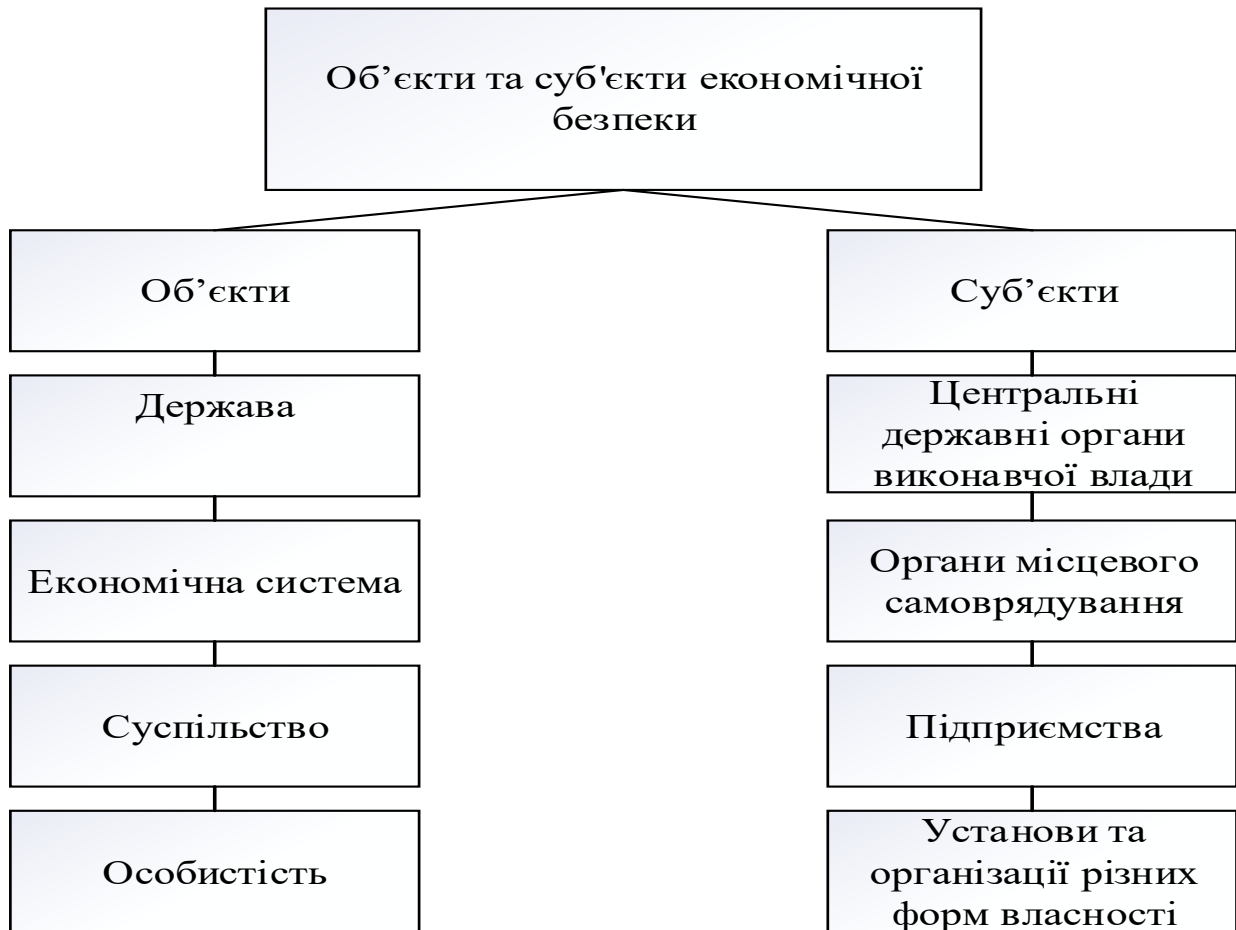 Об’єкти та суб'єкти економічної
безпеки
Об’єкти
Суб’єкти
Держава
Центральні
державні органи
виконавчої влади
Економічна система
Органи місцевого
самоврядування
Суспільство
Підприємства
Особистість
Установи та
організації різних
форм власності